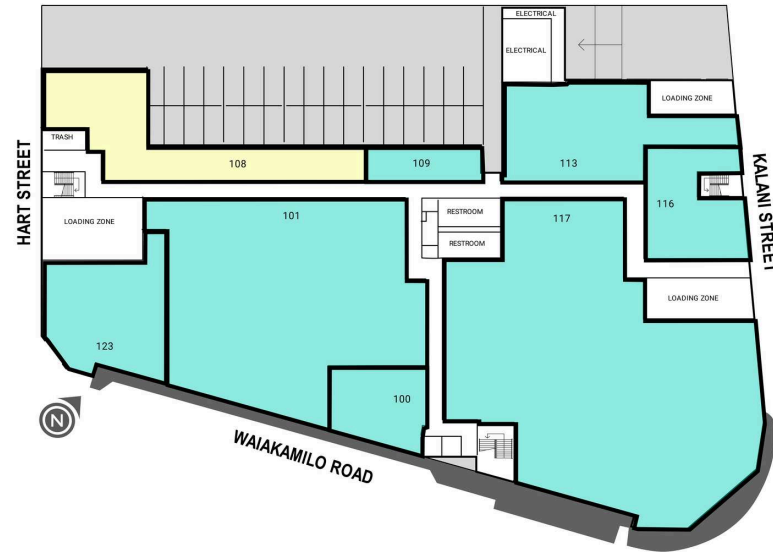 ELECTRICAL
ELECTRICAL
LOADING ZONE
TRASH
108
109
113
HART STREET
KALANI STREET
116
LOADING ZONE
101
RESTROOM
RESTROOM
117
LOADING ZONE
123
100
N
WAIAKAMILO ROAD